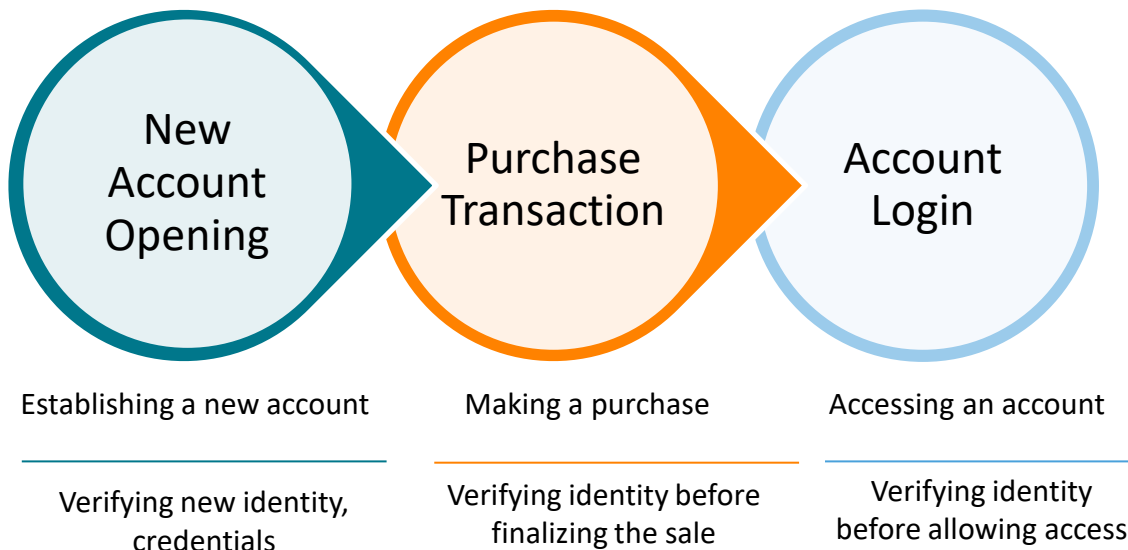 New
Account
Opening
Purchase
Transaction
Account
Login
Establishing a new account
Making a purchase
Accessing an account
Verifying new identity,
credentials
Verifying identity before
finalizing the sale
Verifying identity
before allowing access